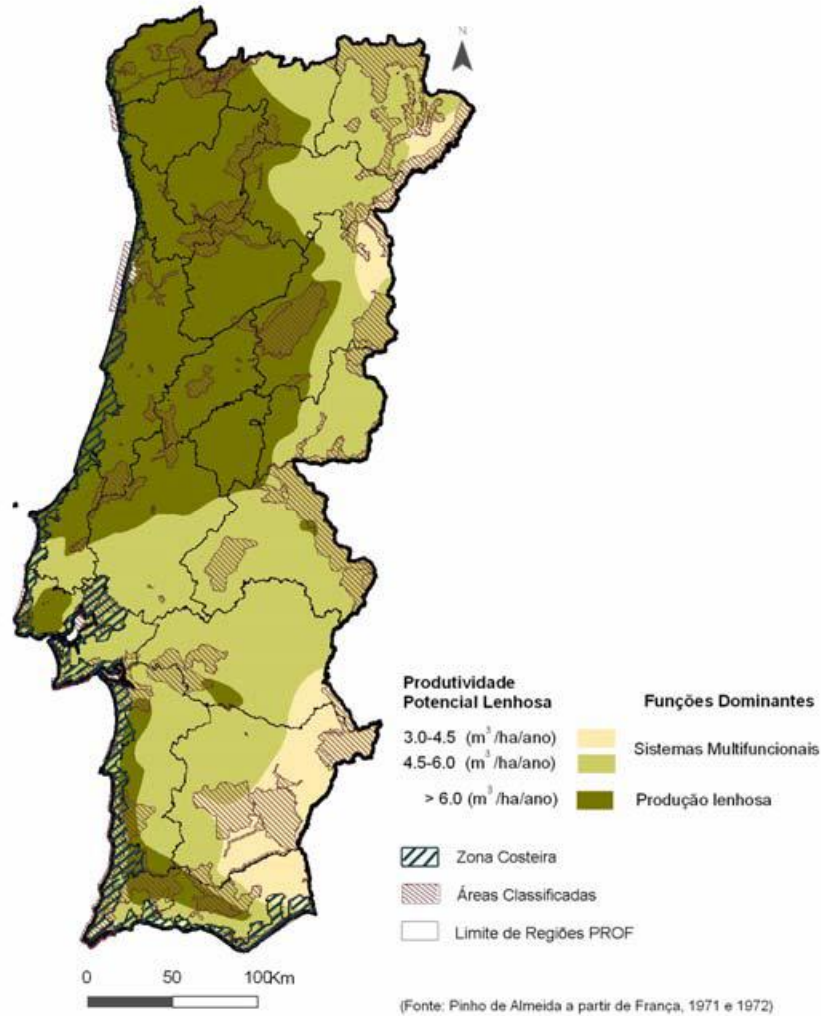 N
Produtividade
Potencial Lenhosa
Funções Dominantes
3.0-4.5 (m³/ha/ano)
4.5-6.0 (m³/ha/ano)
Sistemas Multifuncionais
> 6.0 (m³/ha/ano)
Produção lenhosa
Zona Costeira
Áreas Classificadas
Limite de Regiões PROF
0 50 100Km
(Fonte: Pinho de Almeida a partir de França, 1971 e 1972)